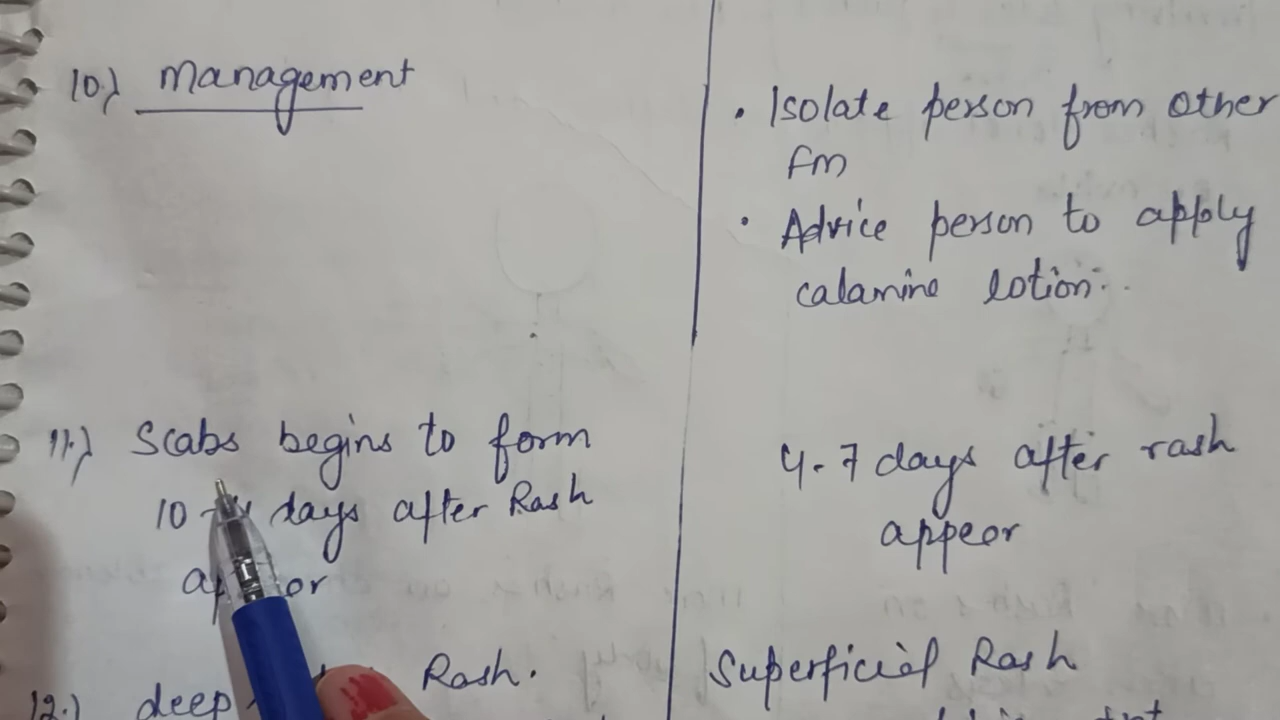 10.) Management
• Isolate person from other
fm
• Advice person to apply
calamine lotion.
11.) Scabs begins to form
10 days after Rash
4-7 days after rash
appear
12.) deep Rash.
Superficial Rash